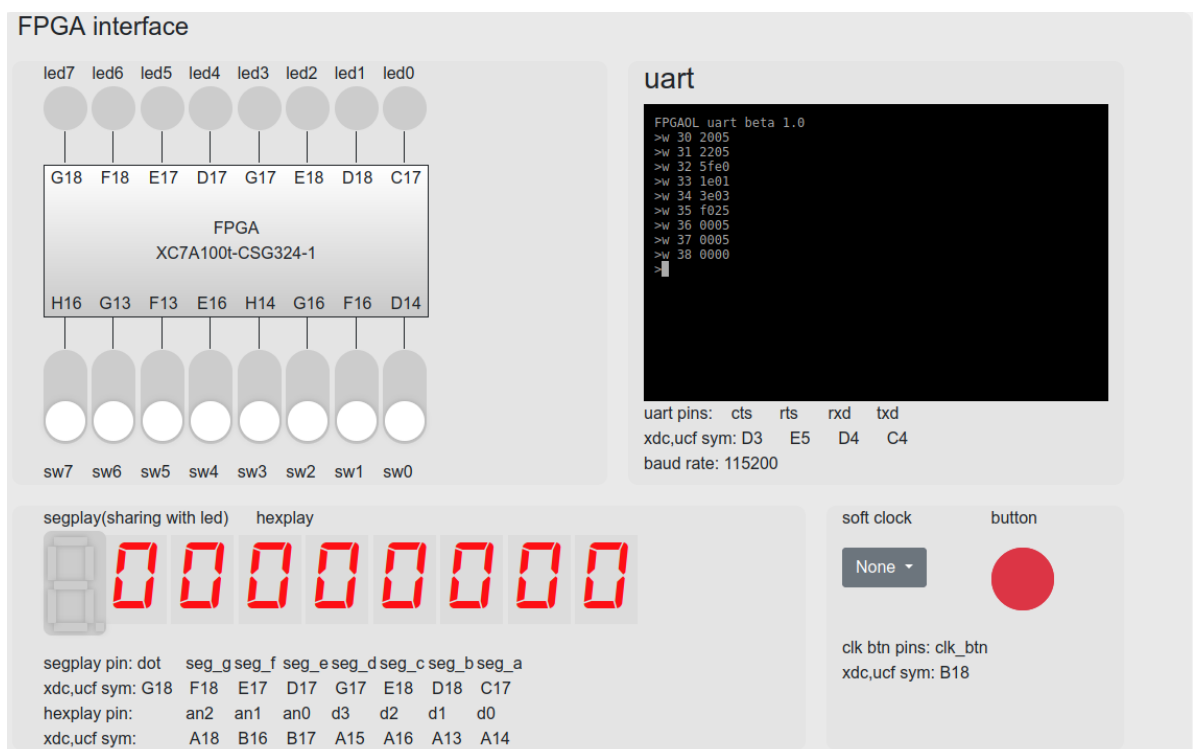 FPGA interface
led7 led6 led5 led4 led3 led2 led1 led0
G18 F18 E17 D17 G17 E18 D18 C17
FPGA
XC7A100t-CSG324-1
H16 G13 F13 E16 H14 G16 F16 D14
sw7 sw6 sw5 sw4 sw3 sw2 sw1 sw0
uart
FPGAOL uart beta 1.0
>w 30 2005
>w 31 2205
>w 32 5fe0
>w 33 1e01
>w 34 3e03
>w 35 f025
>w 36 0005
>w 37 0005
>w 38 0000
>
uart pins: cts rts rxd txd
xdc,ucf sym: D3 E5 D4 C4
baud rate: 115200
segplay(sharing with led) hexplay
00000000
segplay pin: dot seg_g seg_f seg_e seg_d seg_c seg_b seg_a
xdc,ucf sym: G18 F18 E17 D17 G17 E18 D18 C17
hexplay pin: an2 an1 an0 d3 d2 d1 d0
xdc,ucf sym: A18 B16 B17 A15 A16 A13 A14
soft clock button
None
clk btn pins: clk_btn
xdc,ucf sym: B18